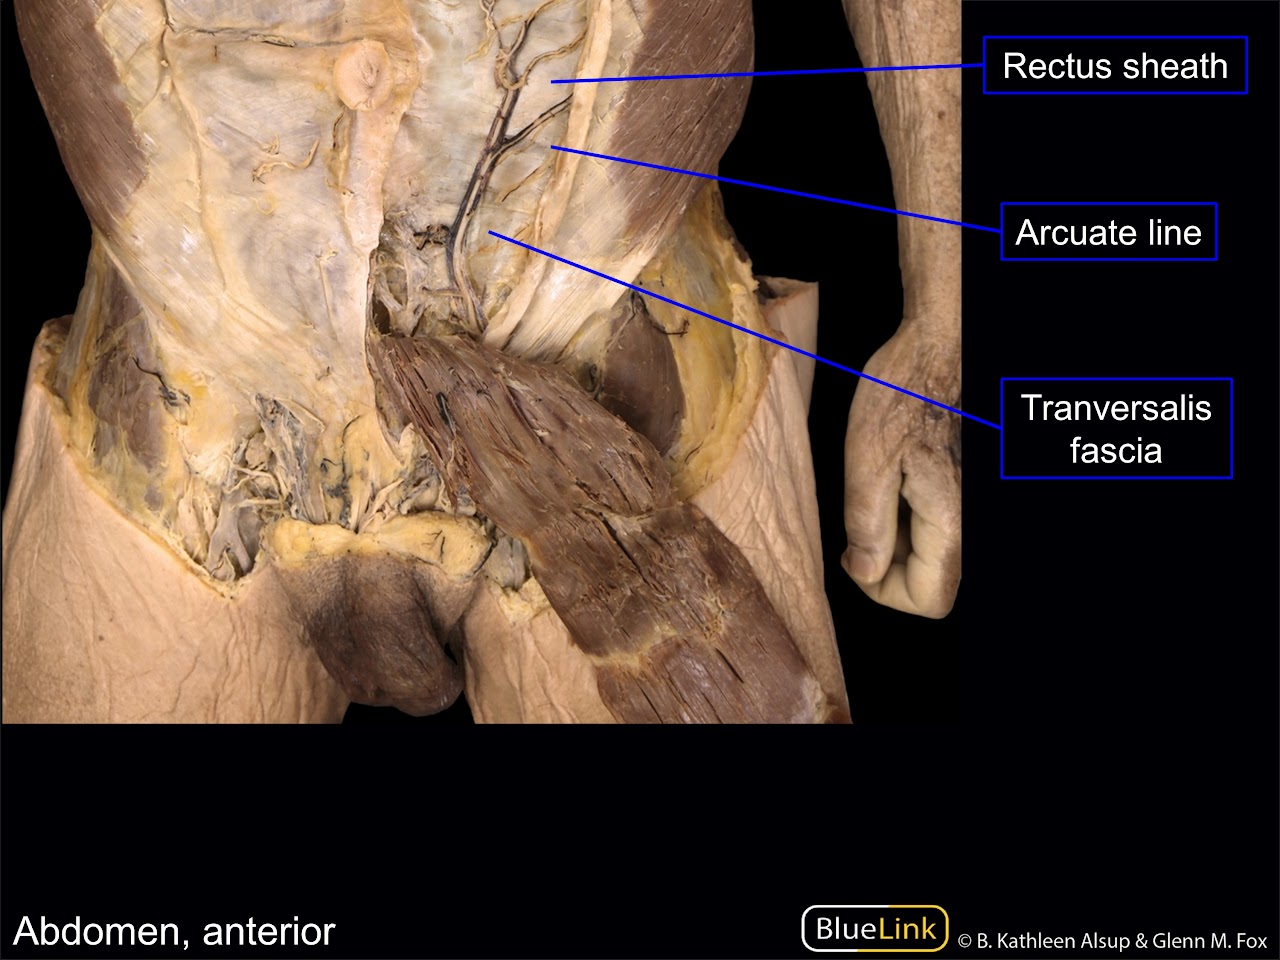 Rectus sheath
Arcuate line
Tranversalis
fascia
Abdomen, anterior
BlueLink
© B. Kathleen Alsup & Glenn M. Fox